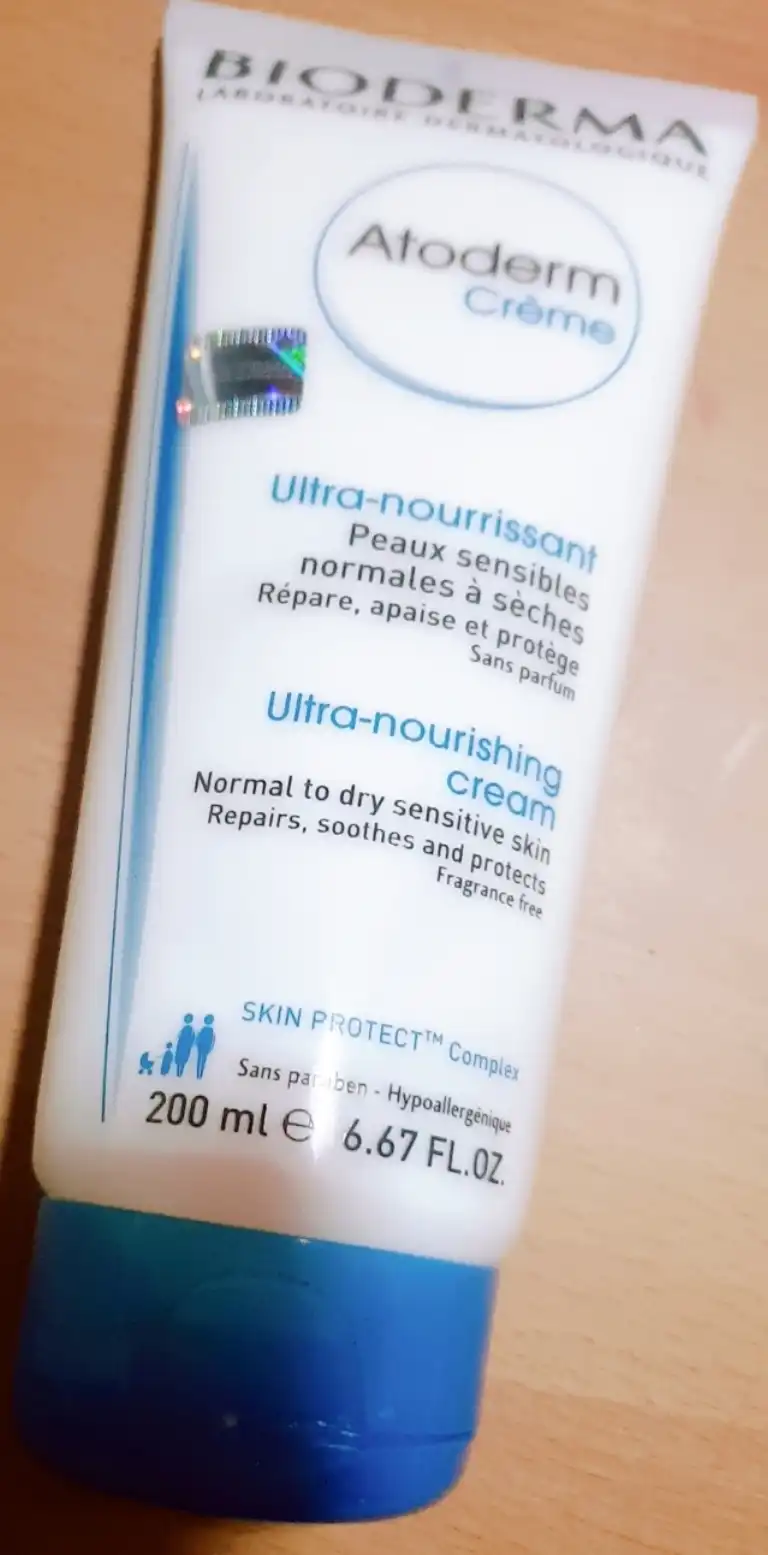 BIODERMA
LABORATOIRE DERMATOLOGIQUE
Atoderm
Crème
Ultra-nourrissant
Peaux sensibles
normales à sèches
Répare, apaise et protège
Sans parfum
Ultra-nourishing
cream
Normal to dry sensitive skin
Repairs, soothes and protects
Fragrance free
SKIN PROTECT™ Complex
Sans paraben - Hypoallergénique
200 ml ℮ 6.67 FL.OZ.